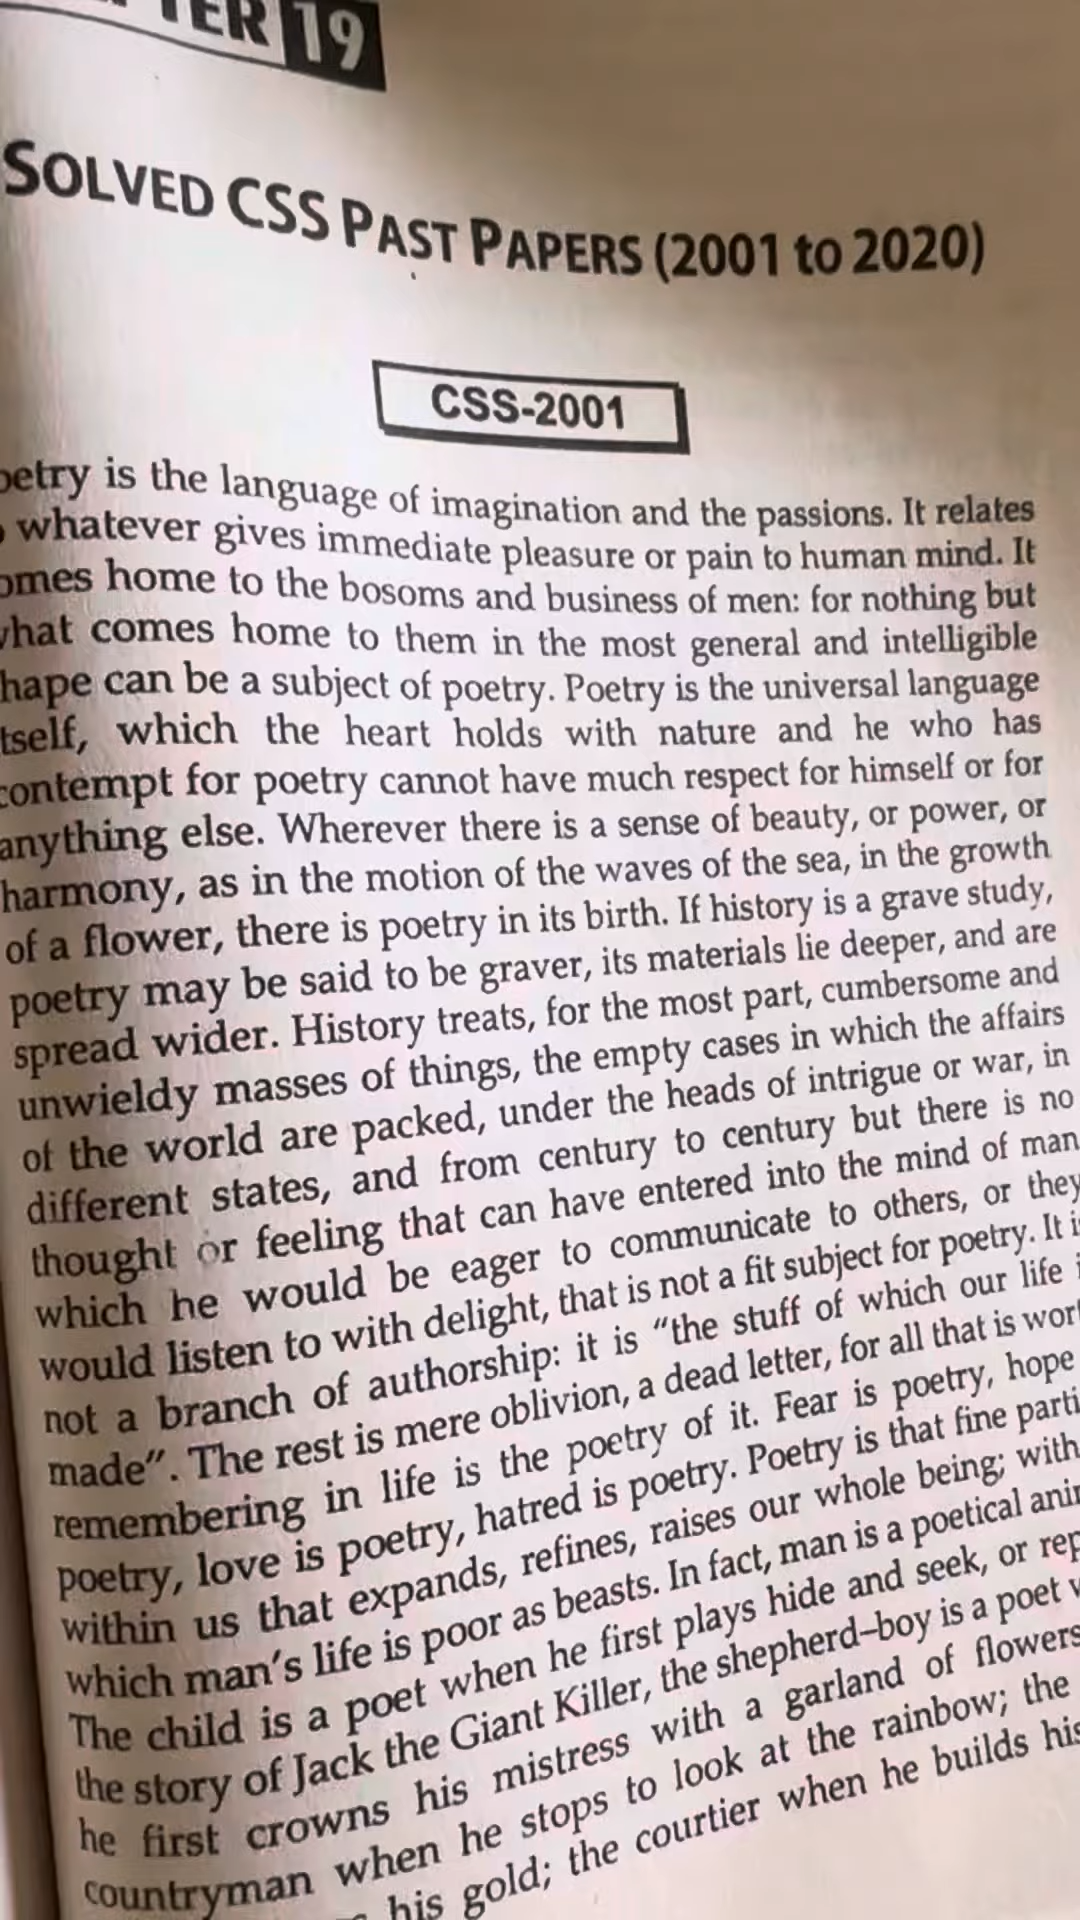 TER 19
SOLVED CSS PAST PAPERS (2001 to 2020)
CSS-2001
oetry is the language of imagination and the passions. It relates
whatever gives immediate pleasure or pain to human mind. It
omes home to the bosoms and business of men: for nothing but
what comes home to them in the most general and intelligible
hape can be a subject of poetry. Poetry is the universal language
tself, which the heart holds with nature and he who has
contempt for poetry cannot have much respect for himself or for
anything else. Wherever there is a sense of beauty, or power, or
harmony, as in the motion of the waves of the sea, in the growth
of a flower, there is poetry in its birth. If history is a grave study,
poetry may be said to be graver, its materials lie deeper, and are
spread wider. History treats, for the most part, cumbersome and
unwieldy masses of things, the empty cases in which the affairs
of the world are packed, under the heads of intrigue or war, in
different states, and from century to century but there is no
thought or feeling that can have entered into the mind of man
which he would be eager to communicate to others, or they
would listen to with delight, that is not a fit subject for poetry. It i
not a branch of authorship: it is “the stuff of which our life i
made”. The rest is mere oblivion, a dead letter, for all that is wort
remembering in life is the poetry of it. Fear is poetry, hope
poetry, love is poetry, hatred is poetry. Poetry is that fine parti
within us that expands, refines, raises our whole being; with
which man’s life is poor as beasts. In fact, man is a poetical anim
The child is a poet when he first plays hide and seek, or rep
the story of Jack the Giant Killer, the shepherd–boy is a poet w
he first crowns his mistress with a garland of flowers
countryman when he stops to look at the rainbow; the
his gold; the courtier when he builds his